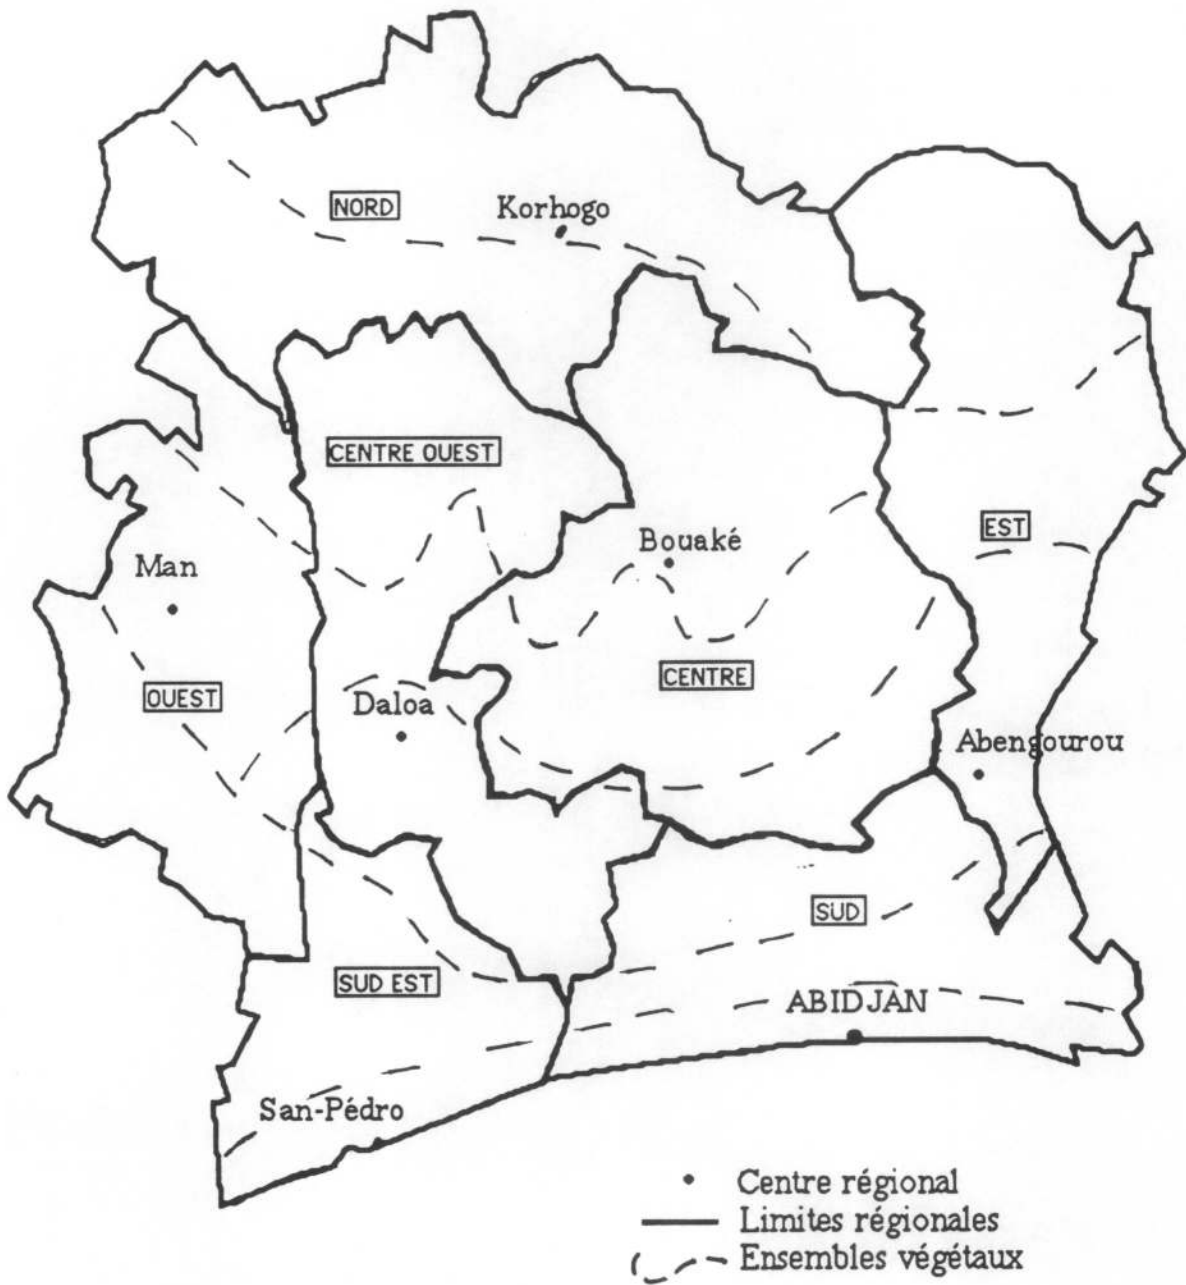 NORD
Korhogo
CENTRE OUEST
Bouaké
EST
Man
OUEST
CENTRE
Daloa
Abengourou
SUD
SUD EST
ABIDJAN
San-Pédro
Centre régional
Limites régionales
Ensembles végétaux